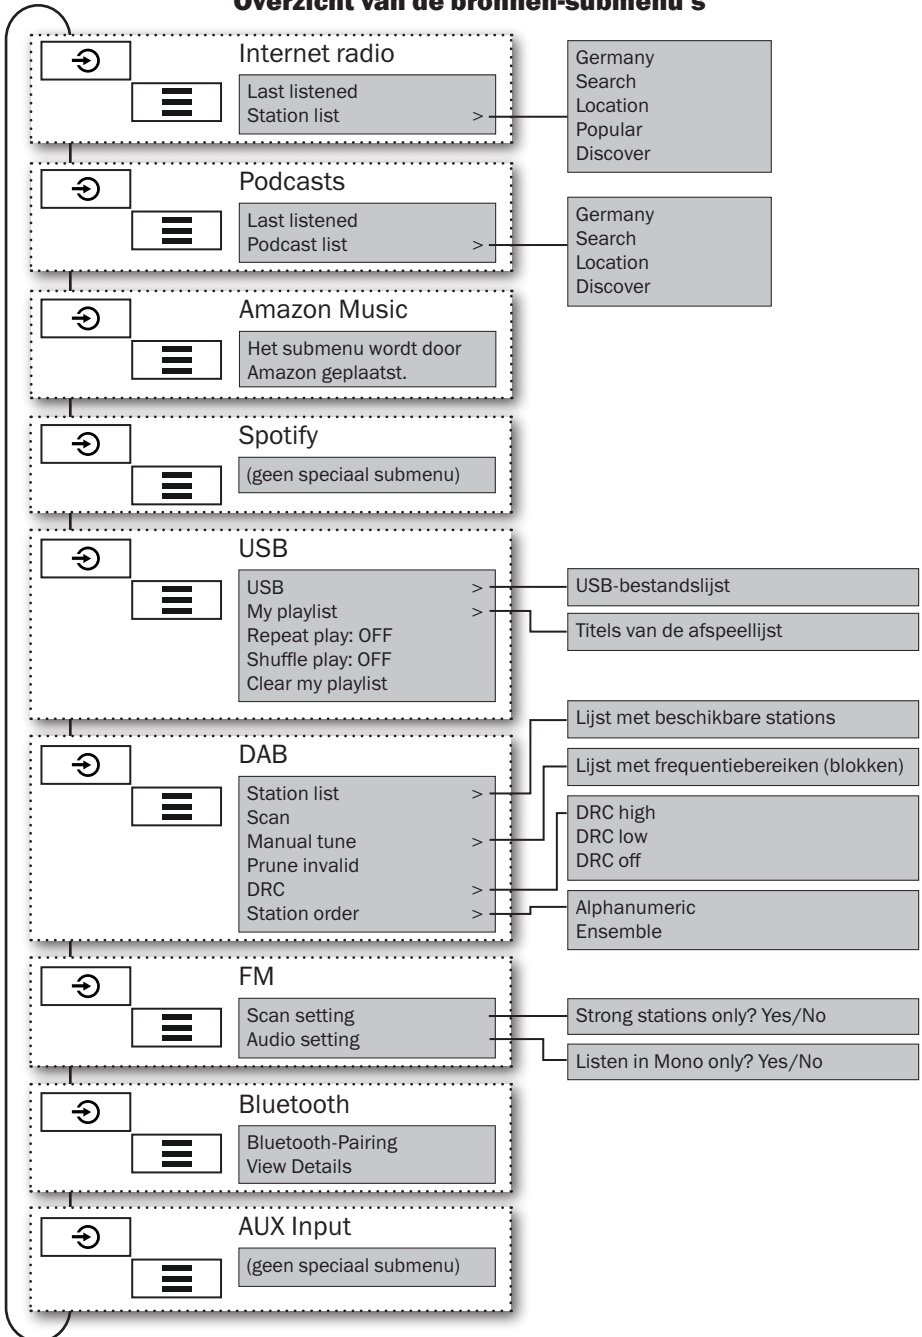 Overzicht van de bronnen-submenu's
Internet radio
Last listened
Station list >
Germany
Search
Location
Popular
Discover
Podcasts
Last listened
Podcast list >
Germany
Search
Location
Discover
Amazon Music
Het submenu wordt door
Amazon geplaatst.
Spotify
(geen speciaal submenu)
USB
USB >
My playlist >
Repeat play: OFF
Shuffle play: OFF
Clear my playlist
USB-bestandslijst
Titels van de afspeellijst
DAB
Station list >
Scan
Manual tune >
Prune invalid
DRC >
Station order >
Lijst met beschikbare stations
Lijst met frequentiebereiken (blokken)
DRC high
DRC low
DRC off
Alphanumeric
Ensemble
FM
Scan setting
Audio setting
Strong stations only? Yes/No
Listen in Mono only? Yes/No
Bluetooth
Bluetooth-Pairing
View Details
AUX Input
(geen speciaal submenu)